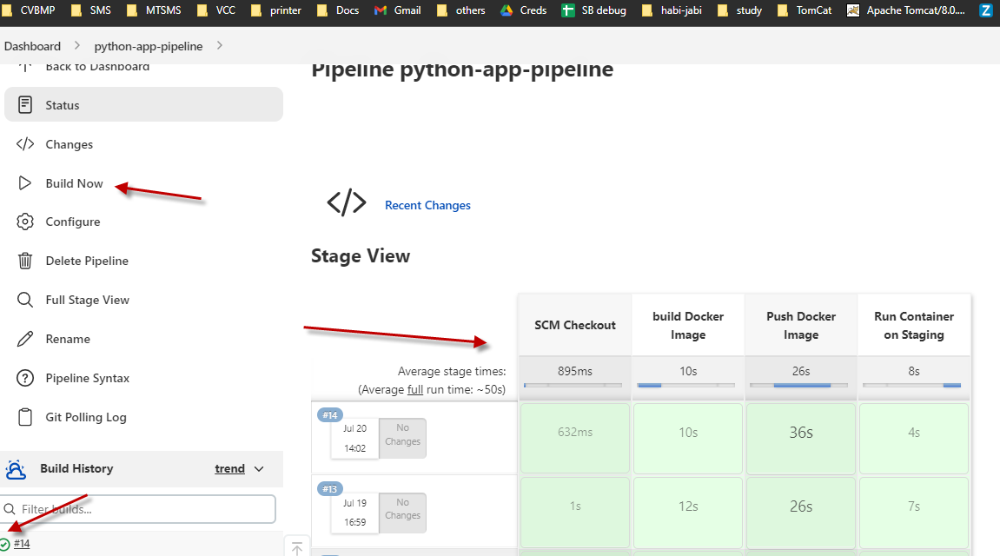 CVBMP SMS MTSMS VCC printer Docs Gmail others Creds SB debug habi-jabi study TomCat Apache Tomcat/8.0.... Z
Dashboard python-app-pipeline
Back to Dashboard
Pipeline python-app-pipeline
Status
Changes
Build Now
Configure
Delete Pipeline
Full Stage View
Rename
Pipeline Syntax
Git Polling Log
Build History trend
Filter builds...
#14
Recent Changes
Stage View
SCM Checkout
build Docker
Image
Push Docker
Image
Run Container
on Staging
Average stage times:
(Average full run time: ~50s)
895ms 10s 26s 8s
#14
Jul 20
14:02
No
Changes
632ms 10s 36s 4s
#13
Jul 19
16:59
No
Changes
1s 12s 26s 7s